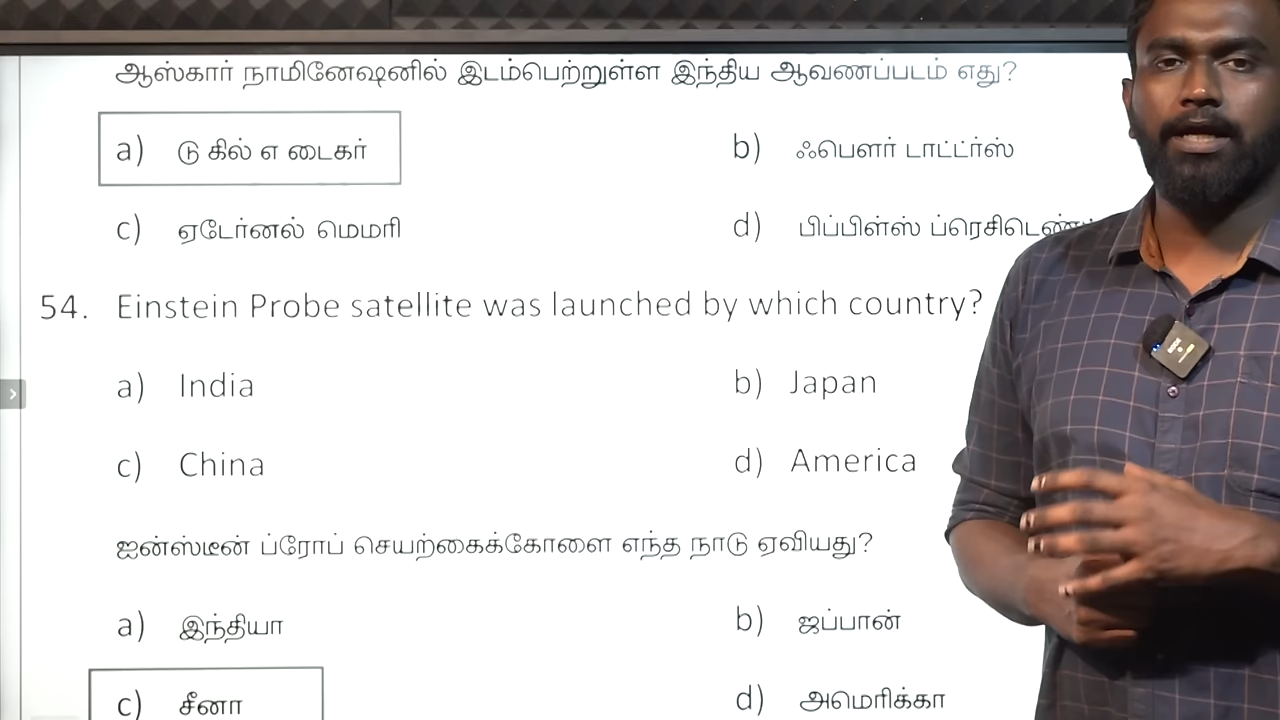 ஆஸ்கார் நாமினேஷனில் இடம்பெற்றுள்ள இந்திய ஆவணப்படம் எது?
a) டு கில் எ டைகர் b) ஃபௌர் டாட்டர்ஸ்
c) ஏடேர்னல் மெமரி d) பிப்பிள்ஸ்
54. Einstein Probe satellite was launched by which country?
a) India b) Japan
c) China d) America
ஐன்ஸ்டீன் ப்ரோப் செயற்கைக்கோளை எந்த நாடு ஏவியது?
a) இந்தியா b) ஜப்பான்
c) சீனா d) அமெரிக்கா